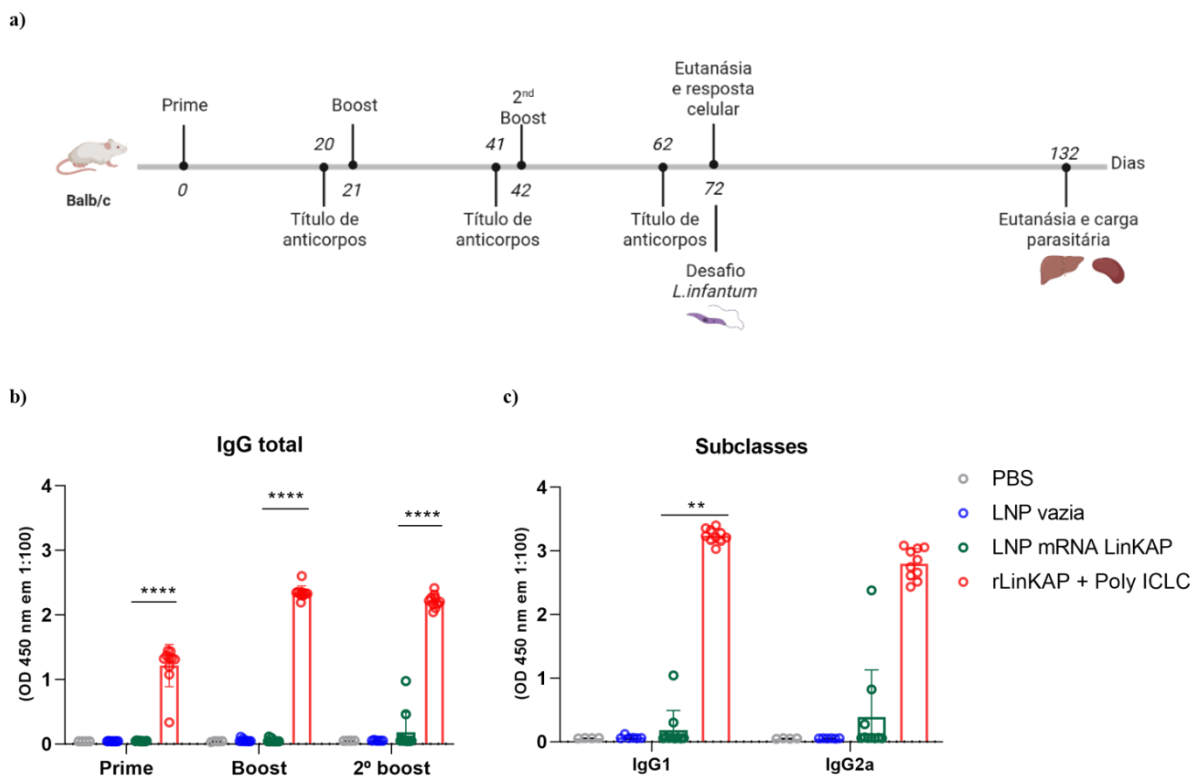 a)
Prime
Boost
2nd
Boost
Eutanásia
e resposta
celular
20
41
62
132
Dias
Balb/c
0
21
42
72
Título de
anticorpos
Título de
anticorpos
Título de
anticorpos
Desafio
L.infantum
Eutanásia e carga
parasitária
b)
IgG total
(OD 450 nm em 1:100)
4
3
2
1
0
****
****
****
Prime
Boost
2º boost
c)
Subclasses
(OD 450 nm em 1:100)
4
3
2
1
0
**
IgG1
IgG2a
PBS
LNP vazia
LNP mRNA LinKAP
rLinKAP + Poly ICLC